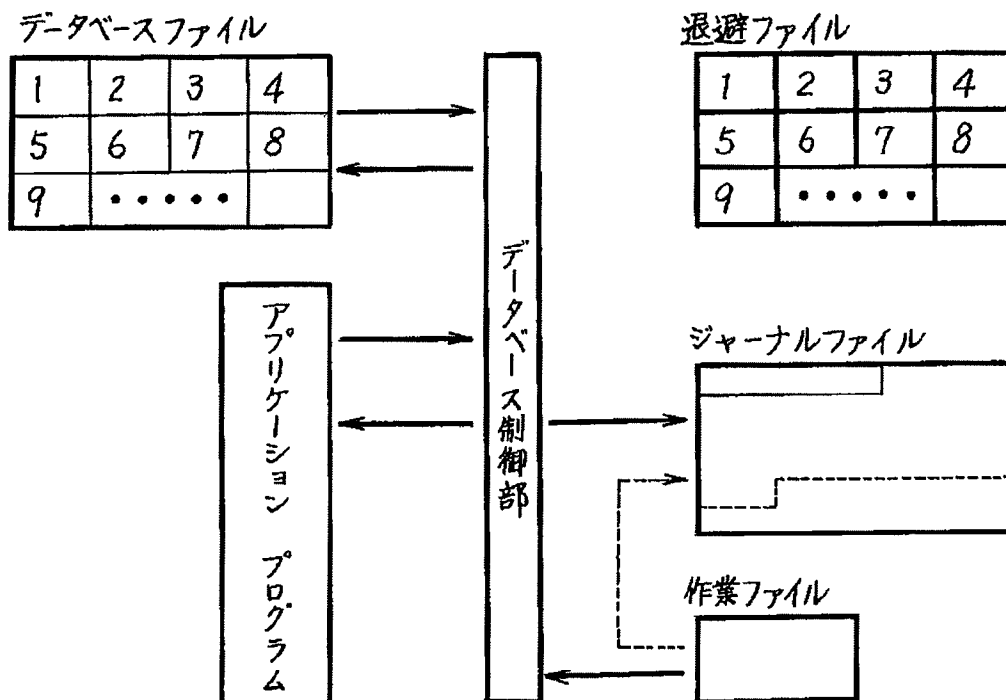 データベースファイル
1 2 3 4
5 6 7 8
9 ・・・・・
退避ファイル
1 2 3 4
5 6 7 8
9 ・・・・・
データベース制御部
アプリケーション プログラム
ジャーナルファイル
作業ファイル